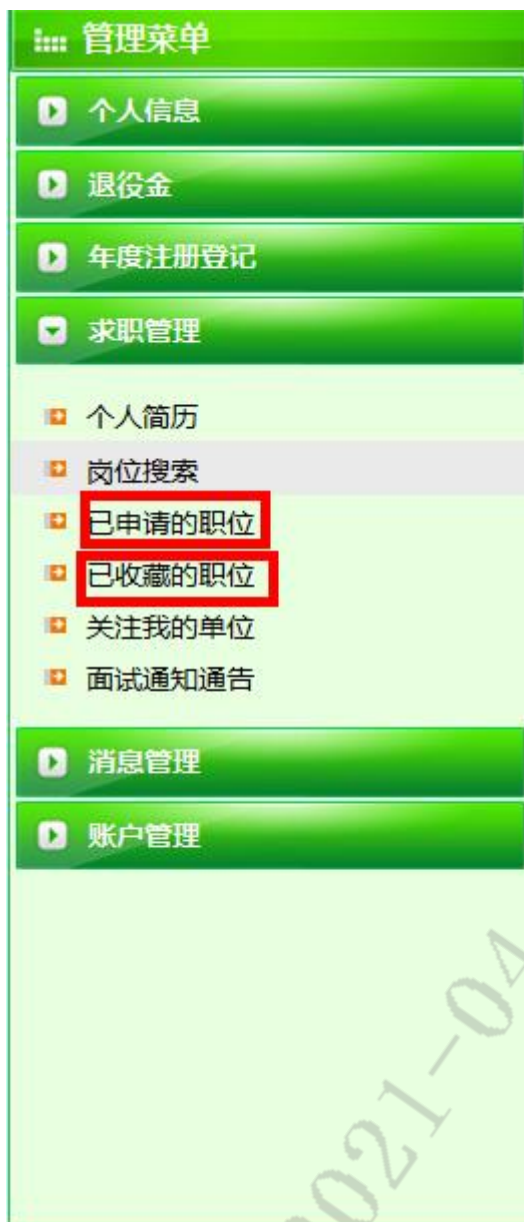 管理菜单
个人信息
退役金
年度注册登记
求职管理
个人简历
岗位搜索
已申请的职位
已收藏的职位
关注我的单位
面试通知通告
消息管理
账户管理
2021-04